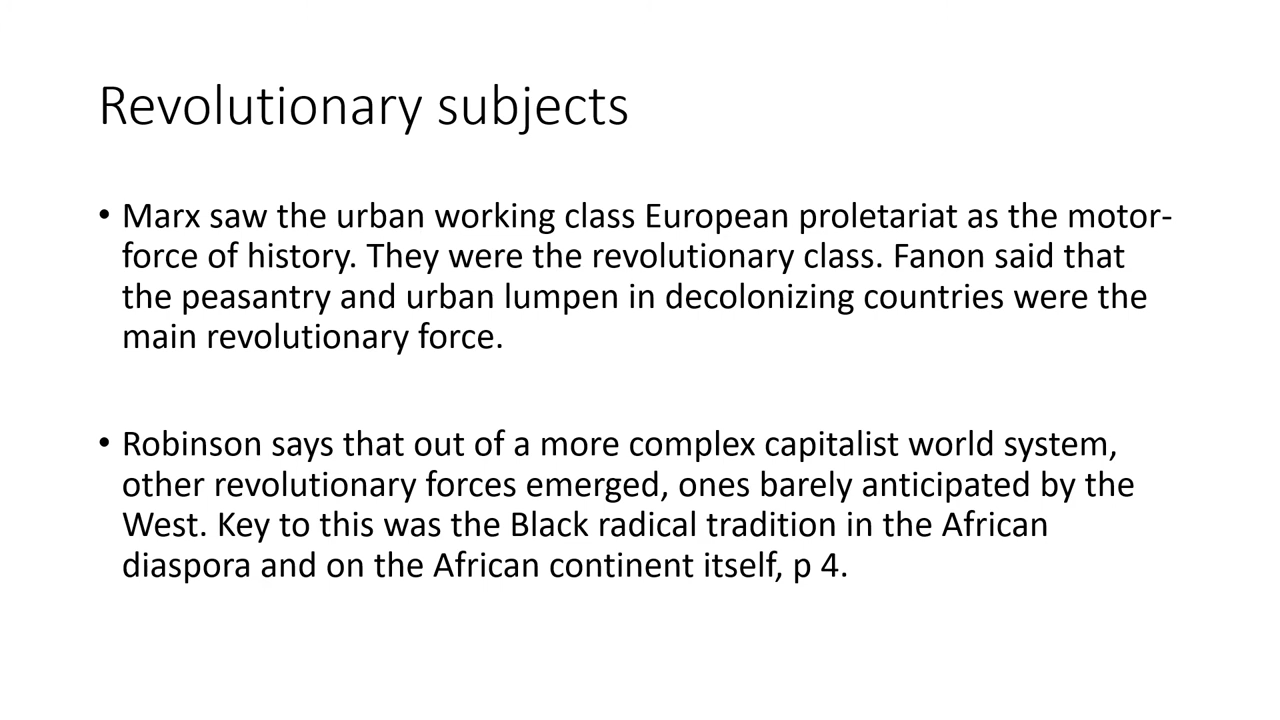 Revolutionary subjects
• Marx saw the urban working class European proletariat as the motor-
force of history. They were the revolutionary class. Fanon said that
the peasantry and urban lumpen in decolonizing countries were the
main revolutionary force.
• Robinson says that out of a more complex capitalist world system,
other revolutionary forces emerged, ones barely anticipated by the
West. Key to this was the Black radical tradition in the African
diaspora and on the African continent itself, p 4.